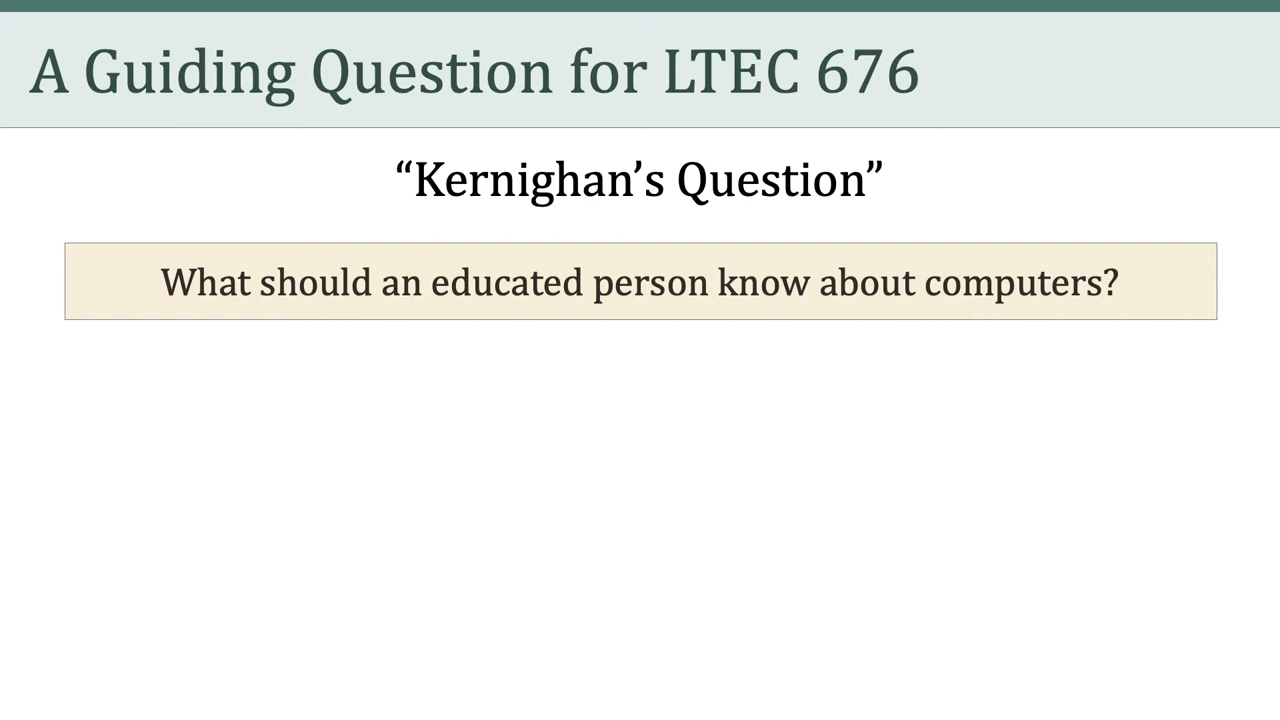 A Guiding Question for LTEC 676
“Kernighan’s Question”
What should an educated person know about computers?